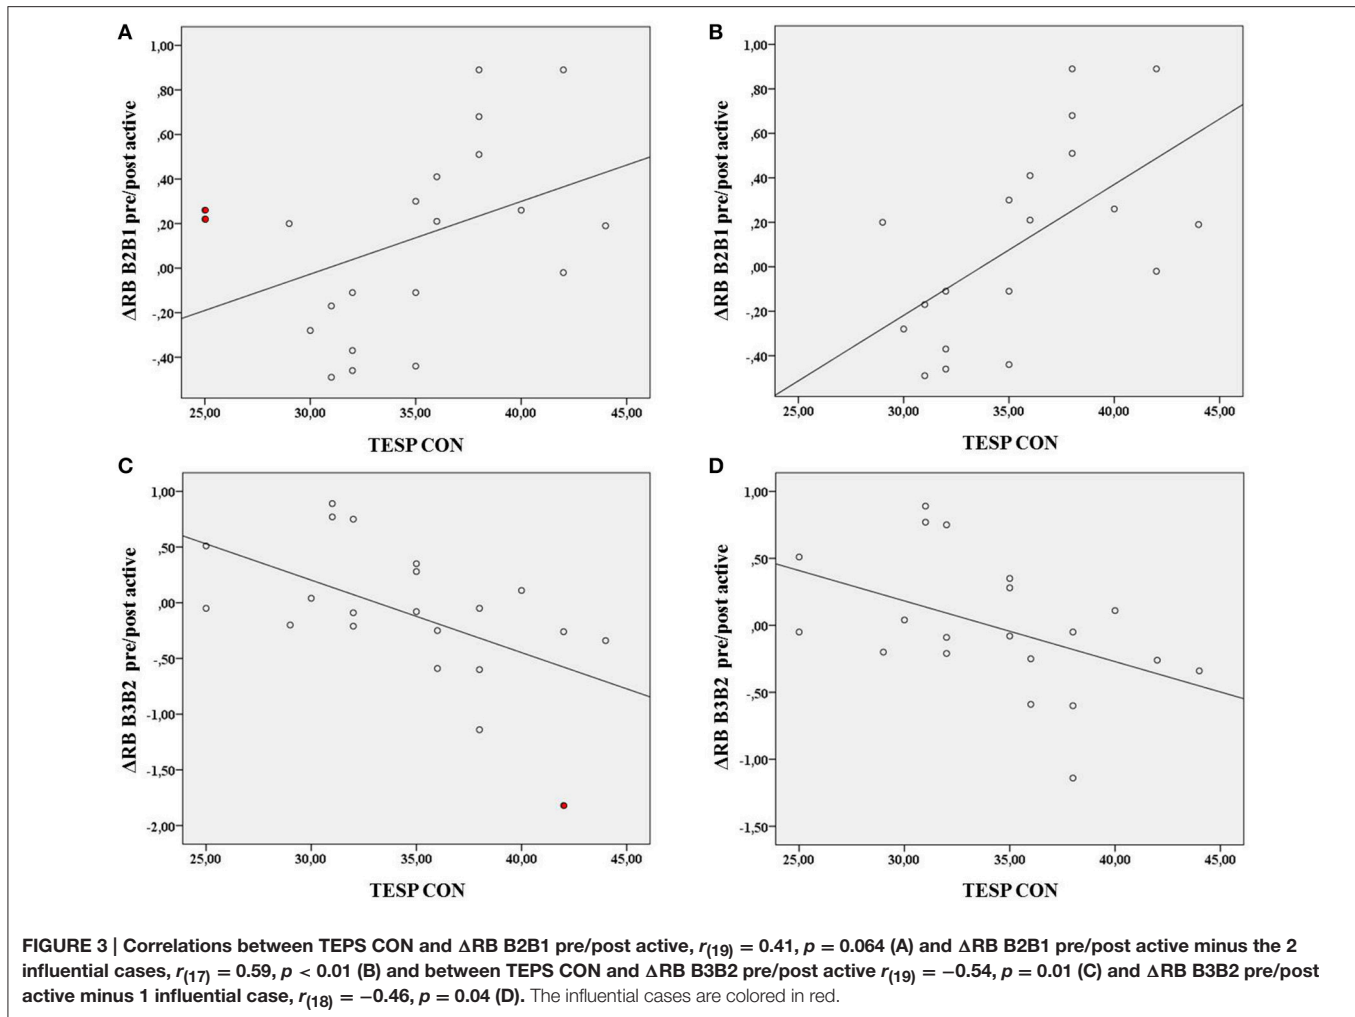 A
1,00
,80
,60
,40
,20
,00
-,20
-,40
ΔRB B2B1 pre/post active
25,00 30,00 35,00 40,00 45,00
TESP CON
B
1,00
,80
,60
,40
,20
,00
-,20
-,40
ΔRB B2B1 pre/post active
25,00 30,00 35,00 40,00 45,00
TESP CON
C
1,00
,50
,00
-,50
-1,00
-1,50
-2,00
ΔRB B3B2 pre/post active
25,00 30,00 35,00 40,00 45,00
TESP CON
D
1,00
,50
,00
-,50
-1,00
-1,50
ΔRB B3B2 pre/post active
25,00 30,00 35,00 40,00 45,00
TESP CON
FIGURE 3 | Correlations between TEPS CON and ΔRB B2B1 pre/post active, r(19) = 0.41, p = 0.064 (A) and ΔRB B2B1 pre/post active minus the 2
influential cases, r(17) = 0.59, p < 0.01 (B) and between TEPS CON and ΔRB B3B2 pre/post active r(19) = −0.54, p = 0.01 (C) and ΔRB B3B2 pre/post
active minus 1 influential case, r(18) = −0.46, p = 0.04 (D). The influential cases are colored in red.